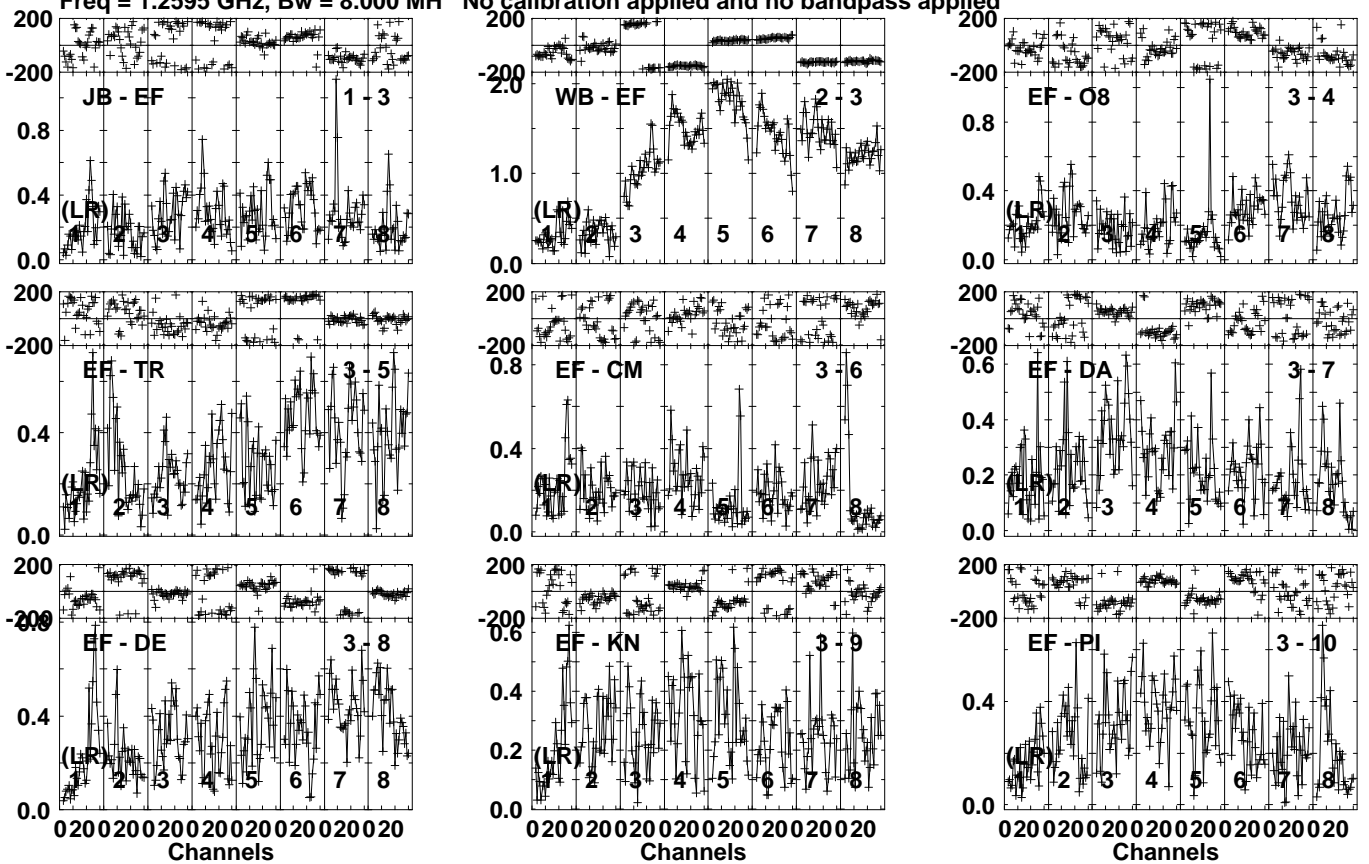 Freq = 1.2595 GHz, Bw = 8.000 MH No calibration applied and no bandpass applied
200 200 200
-200 -200 -200
JB - EF 1 - 3 2.0 WB - EF 2 - 3 EF - O8 3 - 4
0.8 0.8
1.0
0.4 0.4
(LR) (LR) (LR)
1 2 3 4 5 6 7 8 1 2 3 4 5 6 7 8 1 2 3 4 5 6 7 8
0.0 0.0 0.0
200 200 200
-200 -200 -200
EF - TR 3 - 5 0.8 EF - CM 3 - 6 0.6 EF - DA 3 - 7
0.4 0.4 0.4
0.2
(LR) (LR) (LR)
1 2 3 4 5 6 7 8 1 2 3 4 5 6 7 8 1 2 3 4 5 6 7 8
0.0 0.0 0.0
200 200 200
-200 -200 -200
0.8 EF - DE 3 - 8 0.6 EF - KN 3 - 9 EF - PI 3 - 10
0.4 0.4 0.4
0.2
(LR) (LR) (LR)
1 2 3 4 5 6 7 8 1 2 3 4 5 6 7 8 1 2 3 4 5 6 7 8
0.0 0.0 0.0
0 20 0 20 0 20 0 20 0 20 0 20 0 20 0 20 0 20 0 20 0 20 0 20 0 20 0 20 0 20 0 20 0 20 0 20 0 20 0 20 0 20 0 20 0 20 0 20
Channels Channels Channels